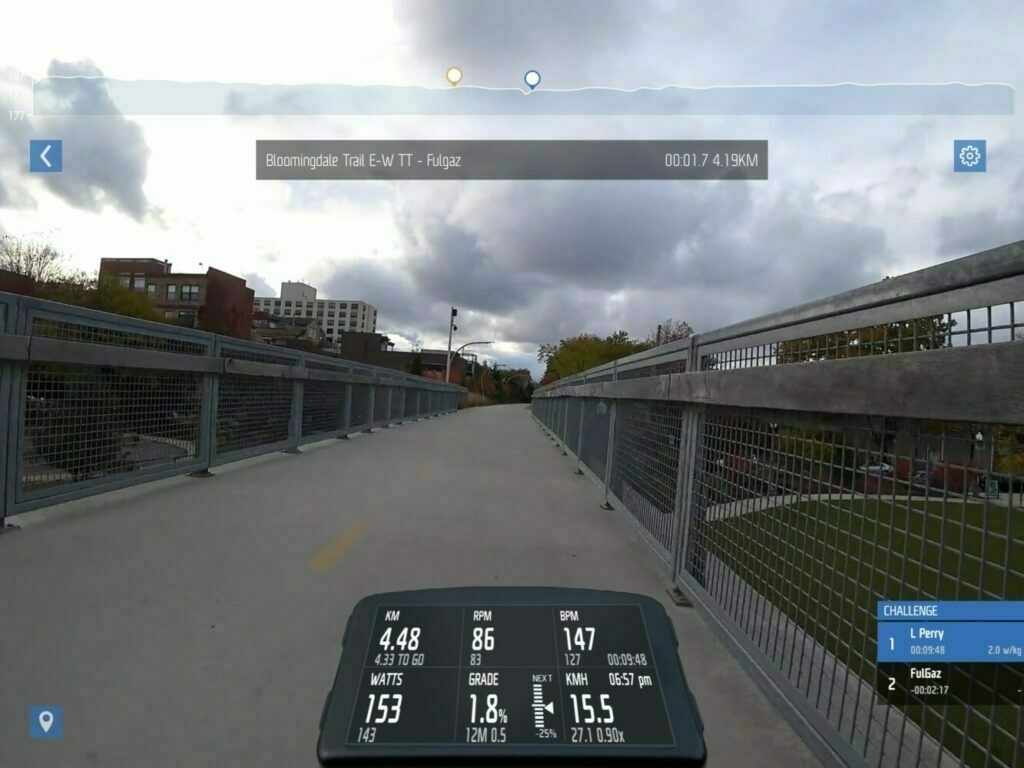 177
Bloomingdale Trail E-W TT - Fulgaz 00:01.7 4.19KM
KM RPM BPM
4.48 86 147
4.33 TO GO 83 127 00:09:48
WATTS GRADE NEXT KMH 06:57 pm
153 1.8% 15.5
143 12M 0.5 -25% 27.1 0.90x
CHALLENGE
1 L Perry
00:09:48 2.0 w/kg
2 FulGaz
-00:02:17